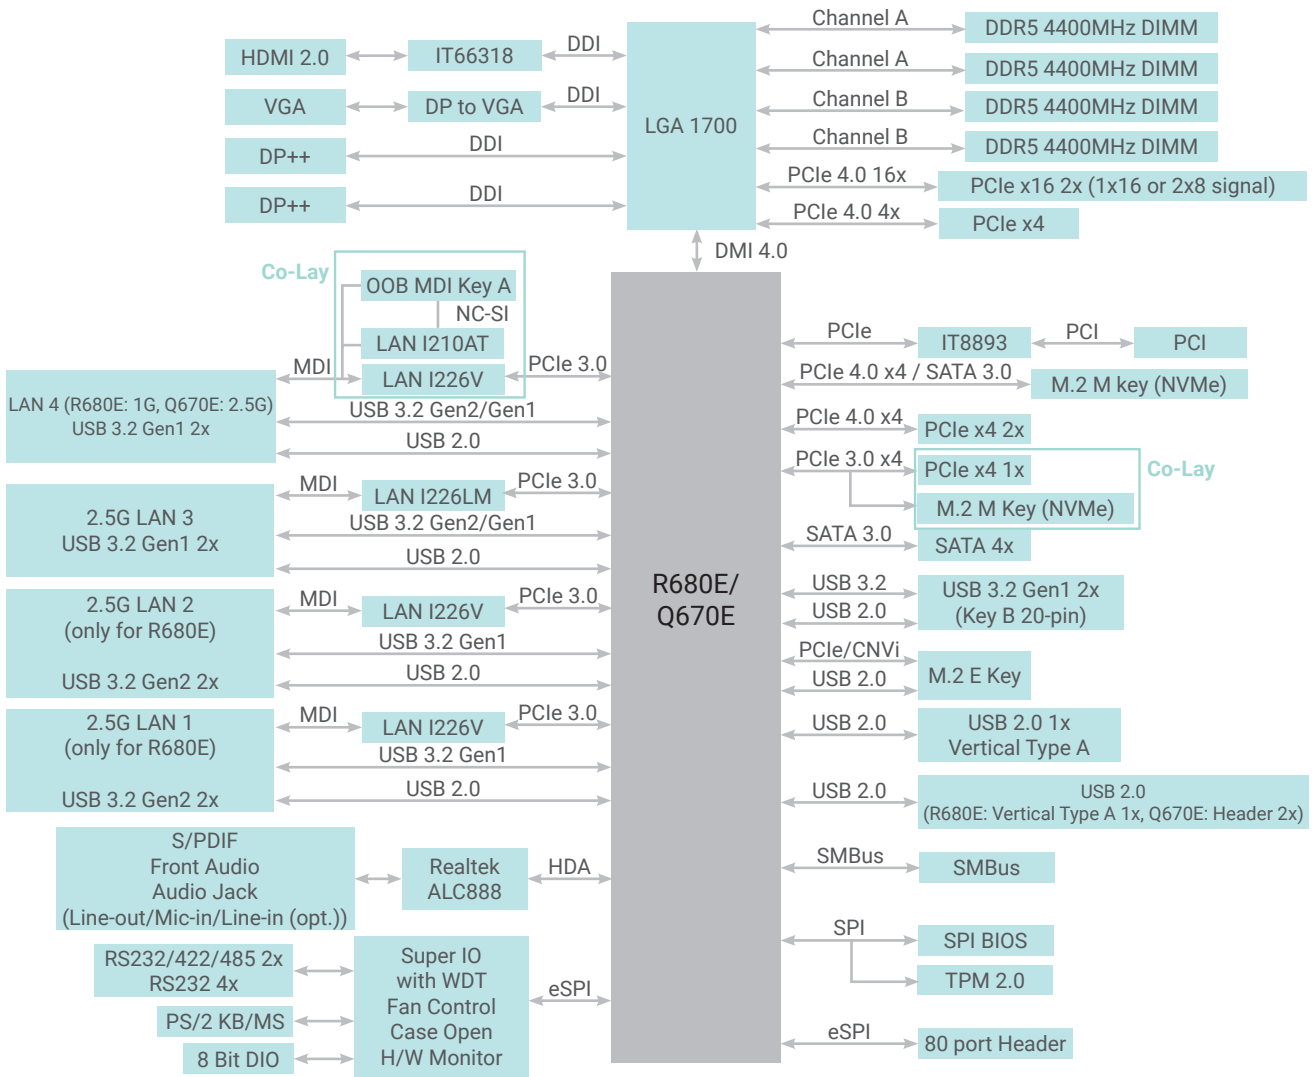 HDMI 2.0
IT66318
DDI
VGA
DP to VGA
DDI
DP++
DDI
DP++
DDI
LGA 1700
Channel A
DDR5 4400MHz DIMM
Channel A
DDR5 4400MHz DIMM
Channel B
DDR5 4400MHz DIMM
Channel B
DDR5 4400MHz DIMM
PCIe 4.0 16x
PCIe x16 2x (1x16 or 2x8 signal)
PCIe 4.0 4x
PCIe x4
DMI 4.0
Co-Lay
OOB MDI Key A
NC-SI
LAN I210AT
MDI
LAN I226V
PCIe 3.0
LAN 4 (R680E: 1G, Q670E: 2.5G)
USB 3.2 Gen1 2x
USB 3.2 Gen2/Gen1
USB 2.0
MDI
LAN I226LM
PCIe 3.0
2.5G LAN 3
USB 3.2 Gen1 2x
USB 3.2 Gen2/Gen1
USB 2.0
2.5G LAN 2
(only for R680E)
USB 3.2 Gen2 2x
MDI
LAN I226V
PCIe 3.0
USB 3.2 Gen1
USB 2.0
2.5G LAN 1
(only for R680E)
USB 3.2 Gen2 2x
MDI
LAN I226V
PCIe 3.0
USB 3.2 Gen1
USB 2.0
S/PDIF
Front Audio
Audio Jack
(Line-out/Mic-in/Line-in (opt.))
Realtek
ALC888
HDA
RS232/422/485 2x
RS232 4x
PS/2 KB/MS
8 Bit DIO
Super IO
with WDT
Fan Control
Case Open
H/W Monitor
eSPI
R680E/
Q670E
PCIe
IT8893
PCI
PCI
PCIe 4.0 x4 / SATA 3.0
M.2 M key (NVMe)
PCIe 4.0 x4
PCIe x4 2x
PCIe 3.0 x4
PCIe x4 1x
Co-Lay
M.2 M Key (NVMe)
SATA 3.0
SATA 4x
USB 3.2
USB 2.0
USB 3.2 Gen1 2x
(Key B 20-pin)
PCIe/CNVi
USB 2.0
M.2 E Key
USB 2.0
USB 2.0 1x
Vertical Type A
USB 2.0
USB 2.0
(R680E: Vertical Type A 1x, Q670E: Header 2x)
SMBus
SMBus
SPI
SPI BIOS
TPM 2.0
eSPI
80 port Header